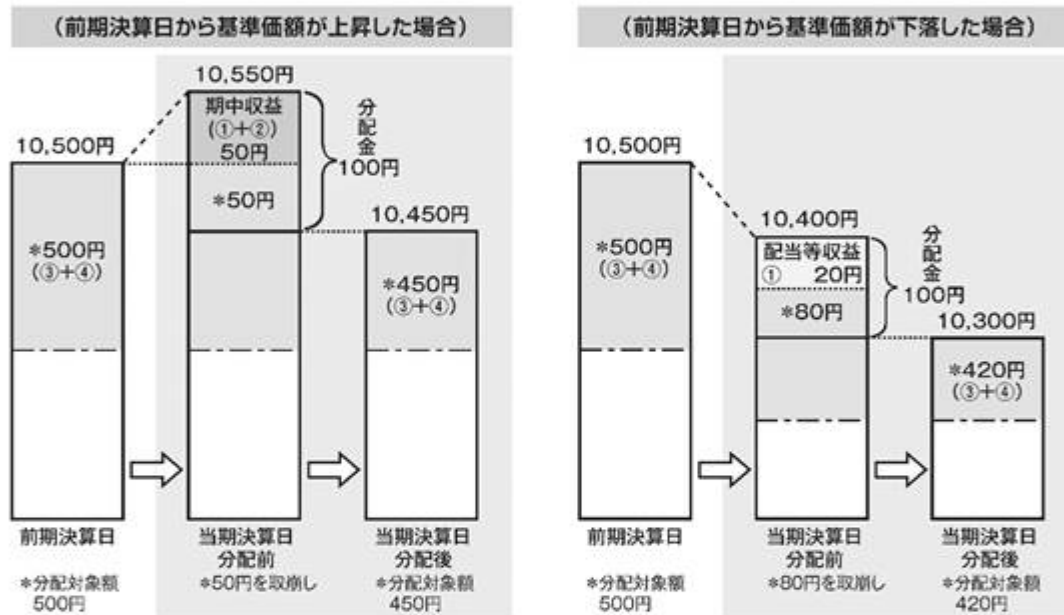 (前期決算日から基準価額が上昇した場合)
10,550円
期中収益
(①+②)
50円
*50円
分配金
100円
10,500円
*500円
(③+④)
10,450円
*450円
(③+④)
前期決算日
当期決算日
分配前
当期決算日
分配後
*分配対象額
500円
*50円を取崩し
*分配対象額
450円
(前期決算日から基準価額が下落した場合)
10,500円
*500円
(③+④)
10,400円
配当等収益
① 20円
*80円
分配金
100円
10,300円
*420円
(③+④)
前期決算日
当期決算日
分配前
当期決算日
分配後
*分配対象額
500円
*80円を取崩し
*分配対象額
420円